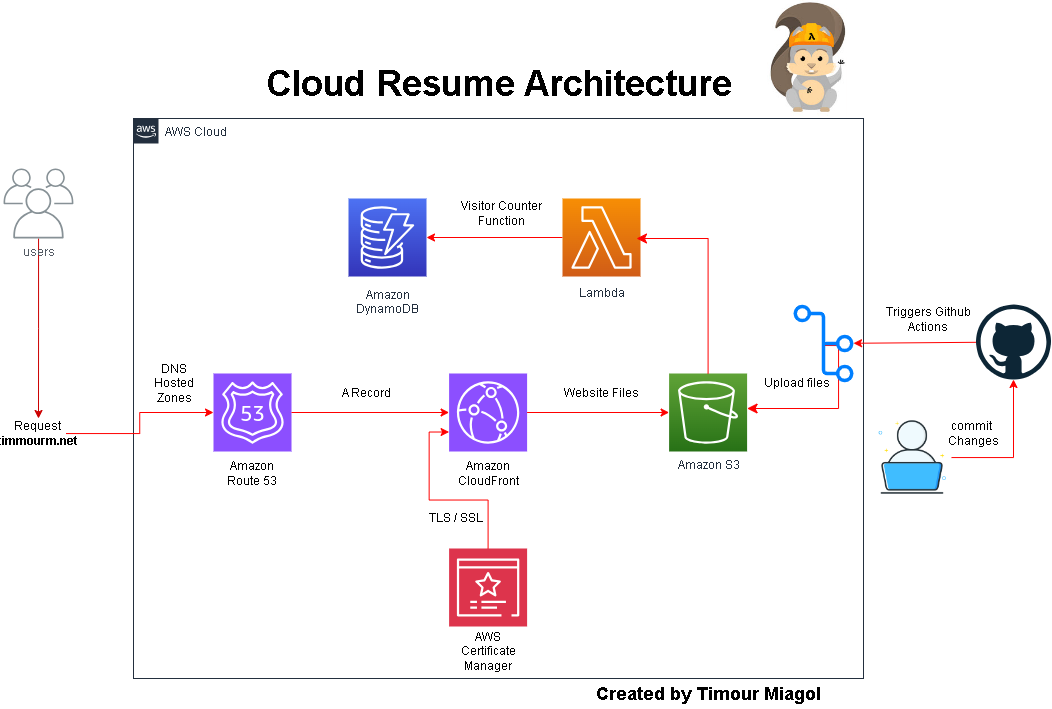 Cloud Resume Architecture
aws
AWS Cloud
users
Visitor Counter
Function
Amazon
DynamoDB
Lambda
Triggers Github
Actions
DNS
Hosted
Zones
A Record
Website Files
Upload files
Request
timmourm.net
53
Amazon
Route 53
Amazon
CloudFront
Amazon S3
commit
Changes
TLS / SSL
AWS
Certificate
Manager
Created by Timour Miagol